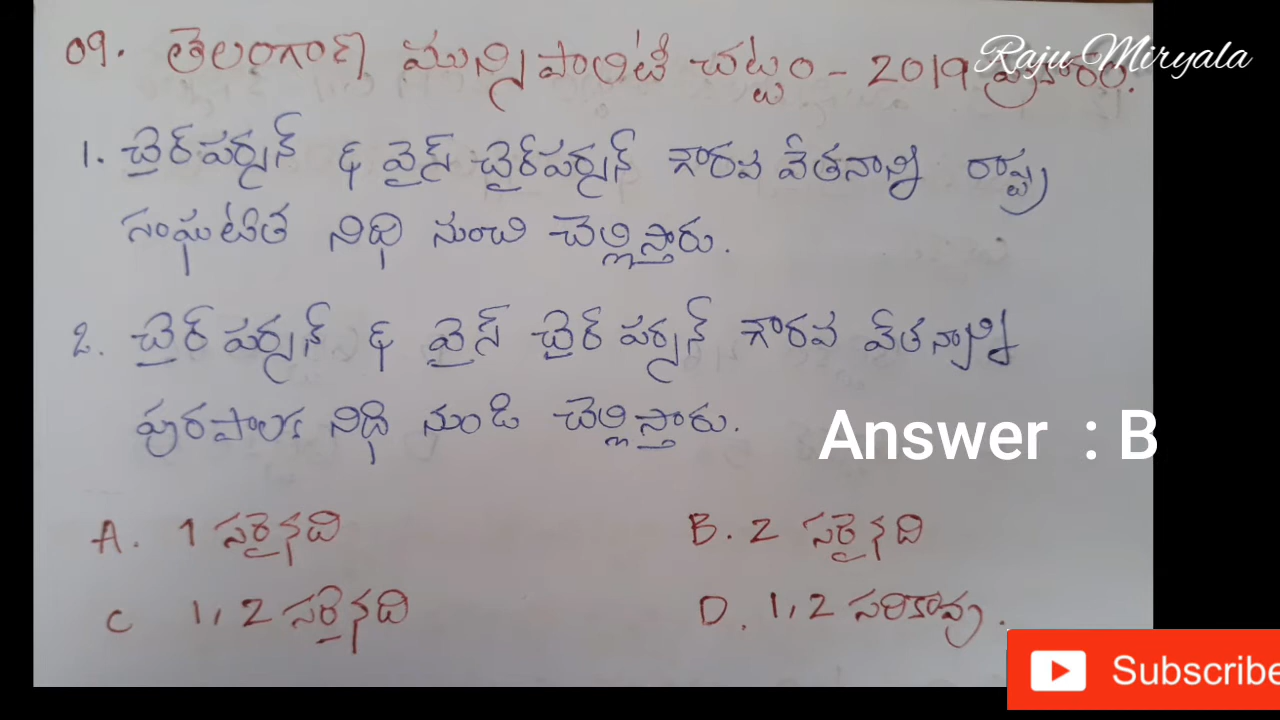 09. తెలంగాణ మున్సిపాలిటీ చట్టం - 2019 ప్రకారం.
Raju Miryala
1. చైర్‌పర్సన్ & వైస్ చైర్‌పర్సన్ గౌరవ వేతనాన్ని రాష్ట్ర
సంఘటిత నిధి నుంచి చెల్లిస్తారు.
2. చైర్ పర్సన్ & వైస్ చైర్ పర్సన్ గౌరవ వేతనాన్ని
పురపాలక నిధి నుండి చెల్లిస్తారు.
Answer : B
A. 1 సరైనది B. 2 సరైనది
C 1,2 సరైనది D. 1,2 సరికావు.
Subscribe